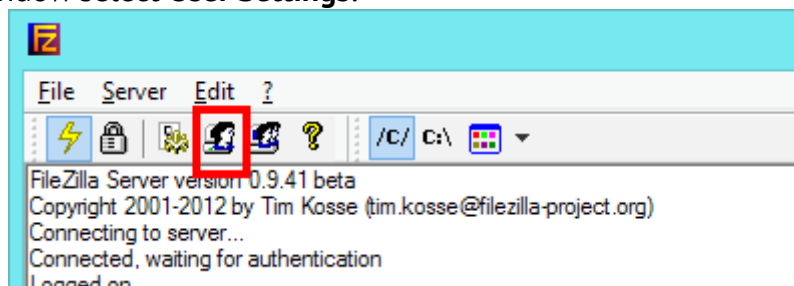 select User Settings.
File Server Edit ?
/C/ C:\
FileZilla Server version 0.9.41 beta
Copyright 2001-2012 by Tim Kosse (tim.kosse@filezilla-project.org)
Connecting to server...
Connected, waiting for authentication
Logged on